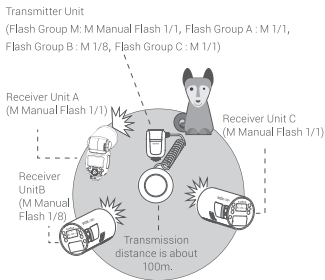 Transmitter Unit
(Flash Group M: M Manual Flash 1/1, Flash Group A : M 1/1,
Flash Group B : M 1/8, Flash Group C : M 1/1)
Receiver Unit A
(M Manual Flash 1/1)
Receiver Unit C
(M Manual Flash 1/1)
Receiver
UnitB
(M Manual
Flash 1/8)
Transmission
distance is about
100m.